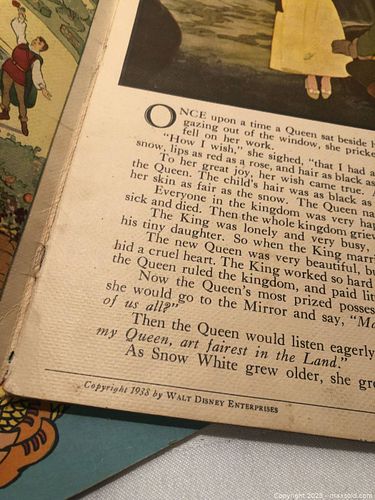 ONCE upon a time a Queen sat beside
gazing out of the window, she pricke
fell on her work.
"How I wish," she sighed, "that I had a
snow, lips as red as a rose, and hair as black as
To her great joy, her wish came true.
the Queen. The child's hair was as black as
her skin as fair as the snow. The Queen na
Everyone in the kingdom was very hap
sick and died. Then the whole kingdom griev
The King was lonely and very busy,
his tiny daughter. So when the King marri
The new Queen was very beautiful, bu
hid a cruel heart. The King worked so hard
the Queen ruled the kingdom, and paid litt
Now the Queen's most prized posses
she would go to the Mirror and say, "Ma
of us all?"
Then the Queen would listen eagerly
my Queen, art fairest in the Land."
As Snow White grew older, she gre
Copyright 1938 by WALT DISNEY ENTERPRISES
Copyright 2023 - maxsold.com